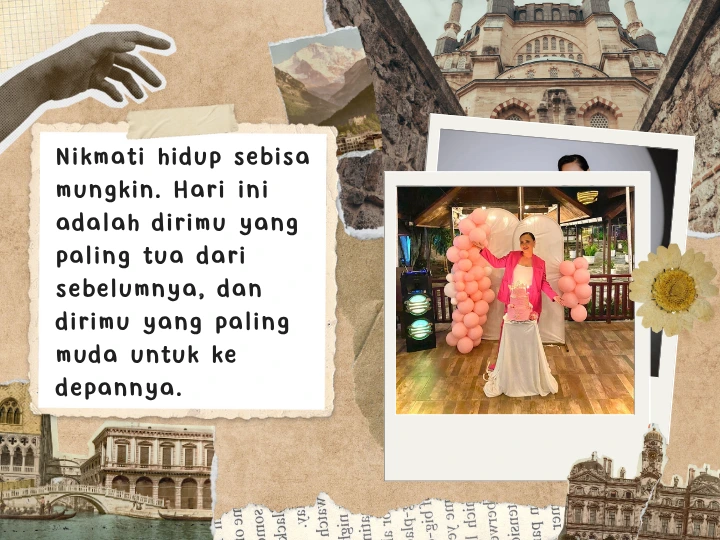 Nikmati hidup sebisa
mungkin. Hari ini
adalah dirimu yang
paling tua dari
sebelumnya, dan
dirimu yang paling
muda untuk ke
depannya.